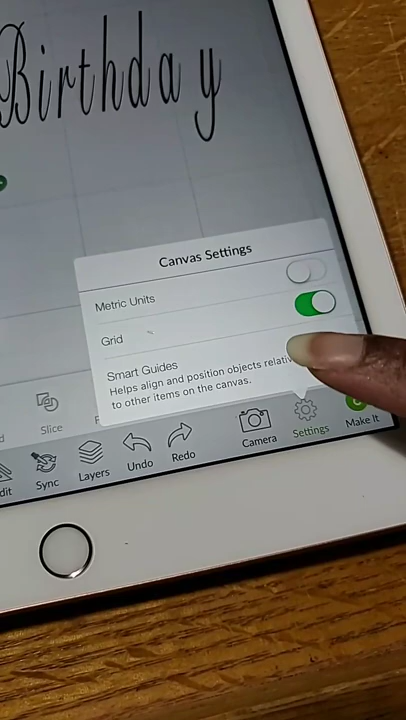 Birthday
Canvas Settings
Metric Units
Grid
Smart Guides
Helps align and position objects
to other items on the canvas.
Slice
Sync
Layers
Undo
Redo
Camera
Settings
Make It